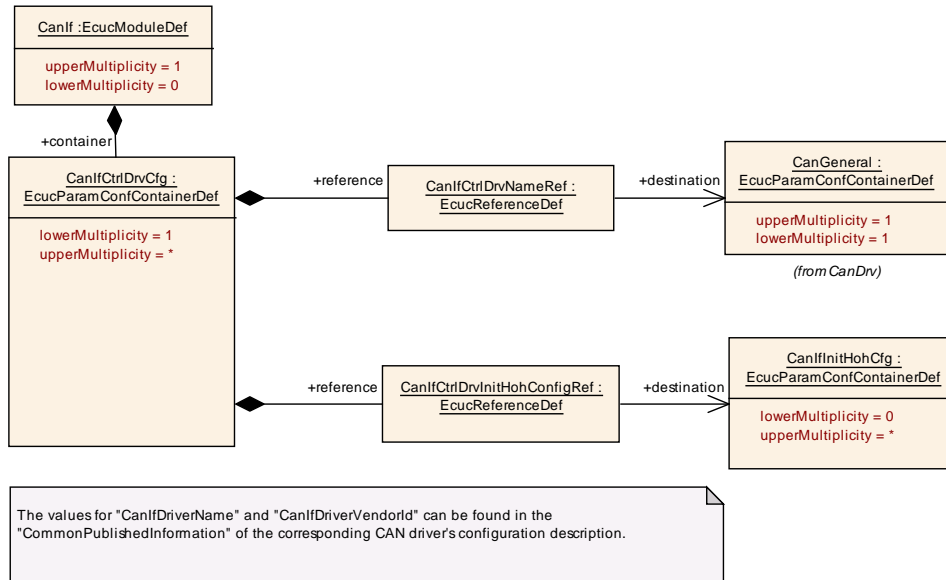 CanIf :EcucModuleDef
upperMultiplicity = 1
lowerMultiplicity = 0
+container
CanIfCtrlDrvCfg :
EcucParamConfContainerDef
lowerMultiplicity = 1
upperMultiplicity = *
+reference
CanIfCtrlDrvNameRef :
EcucReferenceDef
+destination
CanGeneral :
EcucParamConfContainerDef
upperMultiplicity = 1
lowerMultiplicity = 1
(from CanDrv)
+reference
CanIfCtrlDrvInitHohConfigRef :
EcucReferenceDef
+destination
CanIfInitHohCfg :
EcucParamConfContainerDef
lowerMultiplicity = 0
upperMultiplicity = *
The values for "CanIfDriverName" and "CanIfDriverVendorId" can be found in the
"CommonPublishedInformation" of the corresponding CAN driver's configuration description.